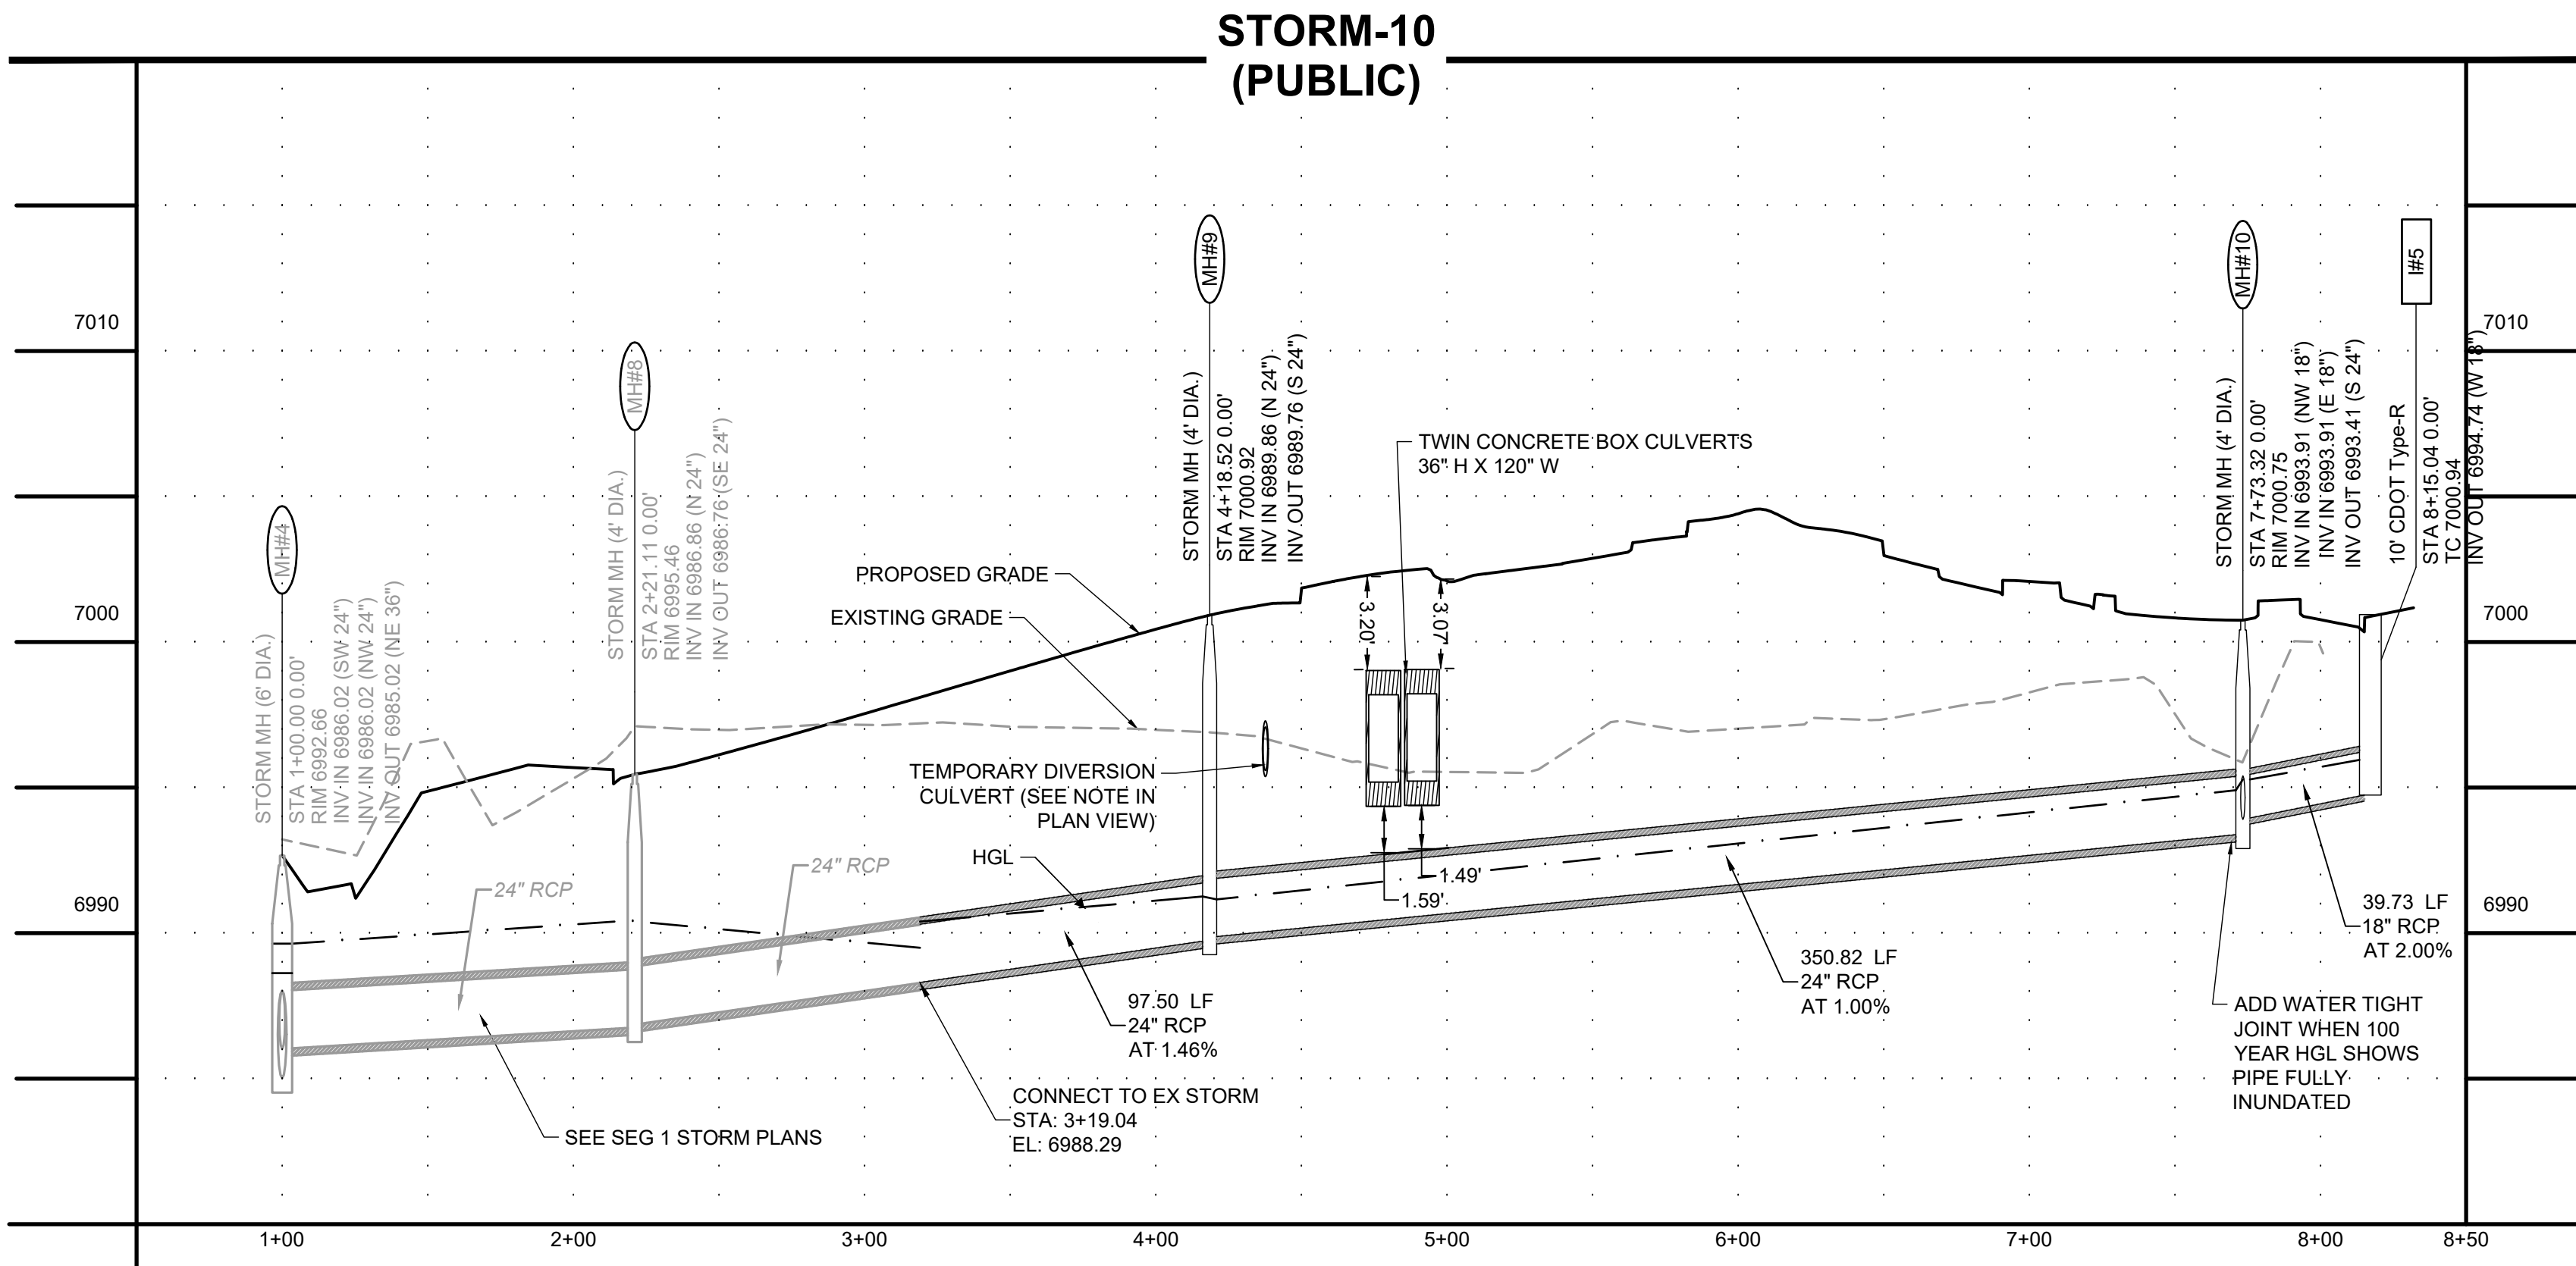 STORM-10
(PUBLIC)
7010
7000
6990
7010
7000
6990
MH#4
STORM MH (6' DIA.)
STA 1+00.00 0.00'
RIM 6992.66
INV IN 6986.02 (SW 24")
INV IN 6986.02 (NW 24")
INV OUT 6985.02 (NE 36")
MH#8
STORM MH (4' DIA.)
STA 2+21.11 0.00'
RIM 6995.46
INV IN 6986.86 (N 24")
INV OUT 6986.76 (SE 24")
MH#9
STORM MH (4' DIA.)
STA 4+18.52 0.00'
RIM 7000.92
INV IN 6989.86 (N 24")
INV OUT 6989.76 (S 24")
MH#10
STORM MH (4' DIA.)
STA 7+73.32 0.00'
RIM 7000.75
INV IN 6993.91 (NW 18")
INV IN 6993.91 (E 18")
INV OUT 6993.41 (S 24")
I#5
10' CDOT Type-R
STA 8+15.04 0.00'
TC 7000.94
INV OUT 6994.74 (W 18")
TWIN CONCRETE BOX CULVERTS
36" H X 120" W
PROPOSED GRADE
EXISTING GRADE
3.20'
3.07'
TEMPORARY DIVERSION
CULVERT (SEE NOTE IN
PLAN VIEW)
HGL
24" RCP
24" RCP
1.49'
1.59'
97.50 LF
24" RCP
AT 1.46%
350.82 LF
24" RCP
AT 1.00%
39.73 LF
18" RCP
AT 2.00%
ADD WATER TIGHT
JOINT WHEN 100
YEAR HGL SHOWS
PIPE FULLY
INUNDATED
CONNECT TO EX STORM
STA: 3+19.04
EL: 6988.29
SEE SEG 1 STORM PLANS
1+00
2+00
3+00
4+00
5+00
6+00
7+00
8+00
8+50